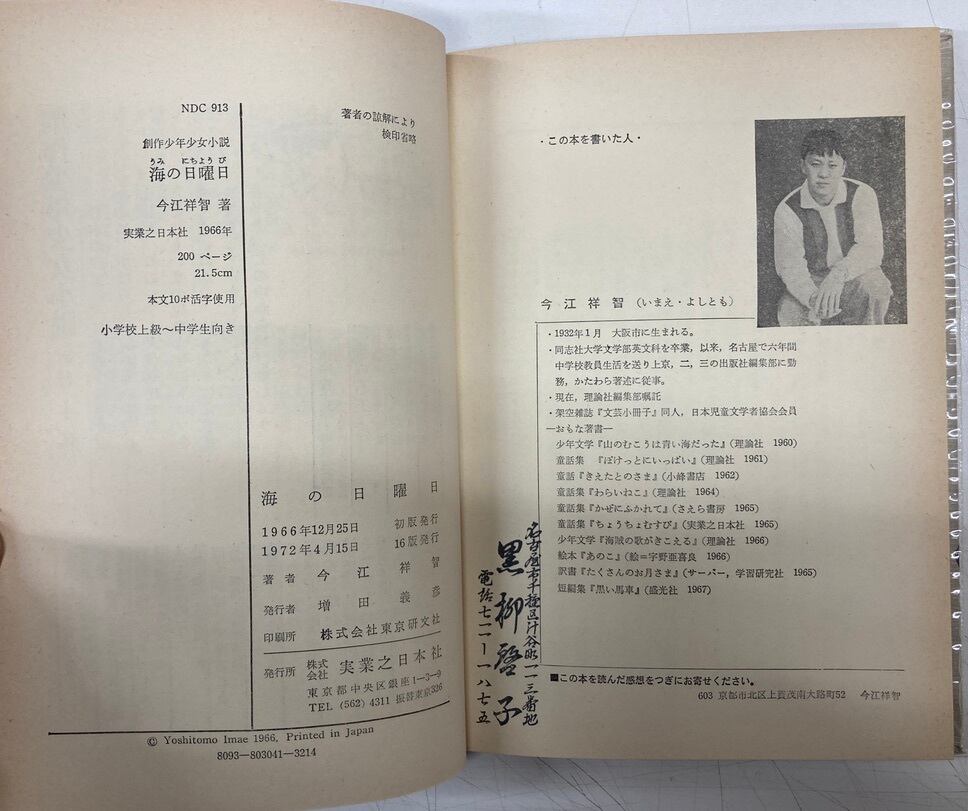 NDC 913
創作少年少女小説
うみ にちようび
海の日曜日
今江祥智 著
実業之日本社 1966年
200 ページ
21.5cm
本文10ポ活字使用
小学校上級～中学生向き
著者の諒解により
検印省略
海の日曜日
1966年12月25日 初版発行
1972年4月15日 16版発行
著者 今江祥智
発行者 増田義彦
印刷所 株式会社東京研文社
発行所 株式会社 実業之日本社
東京都中央区銀座1-3-9
TEL (562) 4311 振替東京326
© Yoshitomo Imae 1966, Printed in Japan
8093—803041—3214
・この本を書いた人・
今江祥智（いまえ・よしとも）
・1932年1月 大阪市に生まれる。
・同志社大学文学部英文科を卒業，以来，名古屋で六年間
中学校教員生活を送り上京，二，三の出版社編集部に勤
務，かたわら著述に従事。
・現在，理論社編集部嘱託
・架空雑誌『文芸小冊子』同人，日本児童文学者協会会員
—おもな著書—
少年文学『山のむこうは青い海だった』（理論社 1960）
童話集 『ぽけっとにいっぱい』（理論社 1961）
童話『きえたとのさま』（小峰書店 1962）
童話集『わらいねこ』（理論社 1964）
童話集『かぜにふかれて』（さえら書房 1965）
童話集『ちょうちょむすび』（実業之日本社 1965）
少年文学『海賊の歌がきこえる』（理論社 1966）
絵本『あのこ』（絵＝宇野亜喜良 1966）
訳書『たくさんのお月さま』（サーバー，学習研究社 1965）
短編集『黒い馬車』（盛光社 1967）
■この本を読んだ感想をつぎにお寄せください。
603 京都市北区上賀茂南大路町52 今江祥智
名古屋市千種区汁谷町一一三番地
黒柳啓子
電話七一一ー一八七五